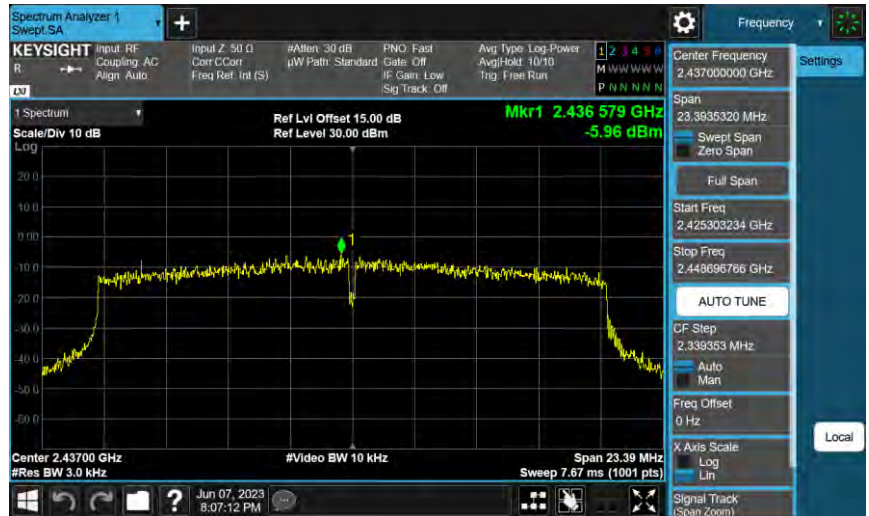 Spectrum Analyzer 1
Swept SA
+
Frequency
KEYSIGHT
R
LXI
Input: RF
Coupling: AC
Align: Auto
Input Z: 50 Ω
Corr CCorr
Freq Ref: Int (S)
#Atten: 30 dB
µW Path: Standard
PNO: Fast
Gate: Off
IF Gain: Low
Sig Track: Off
Avg Type: Log-Power
Avg|Hold: 10/10
Trig: Free Run
1 2 3 4 5 6
M W W W W W
P N N N N N
1 Spectrum
Scale/Div 10 dB
Log
Ref Lvl Offset 15.00 dB
Ref Level 30.00 dBm
Mkr1 2.436 579 GHz
-5.96 dBm
20.0
10.0
0.00
-10.0
-20.0
-30.0
-40.0
-50.0
-60.0
1
Center 2.43700 GHz
#Res BW 3.0 kHz
#Video BW 10 kHz
Span 23.39 MHz
Sweep 7.67 ms (1001 pts)
?
Jun 07, 2023
8:07:12 PM
Center Frequency
2.437000000 GHz
Span
23.3935320 MHz
Swept Span
Zero Span
Full Span
Start Freq
2.425303234 GHz
Stop Freq
2.448696766 GHz
AUTO TUNE
CF Step
2.339353 MHz
Auto
Man
Freq Offset
0 Hz
X Axis Scale
Log
Lin
Signal Track
(Span Zoom)
Settings
Local